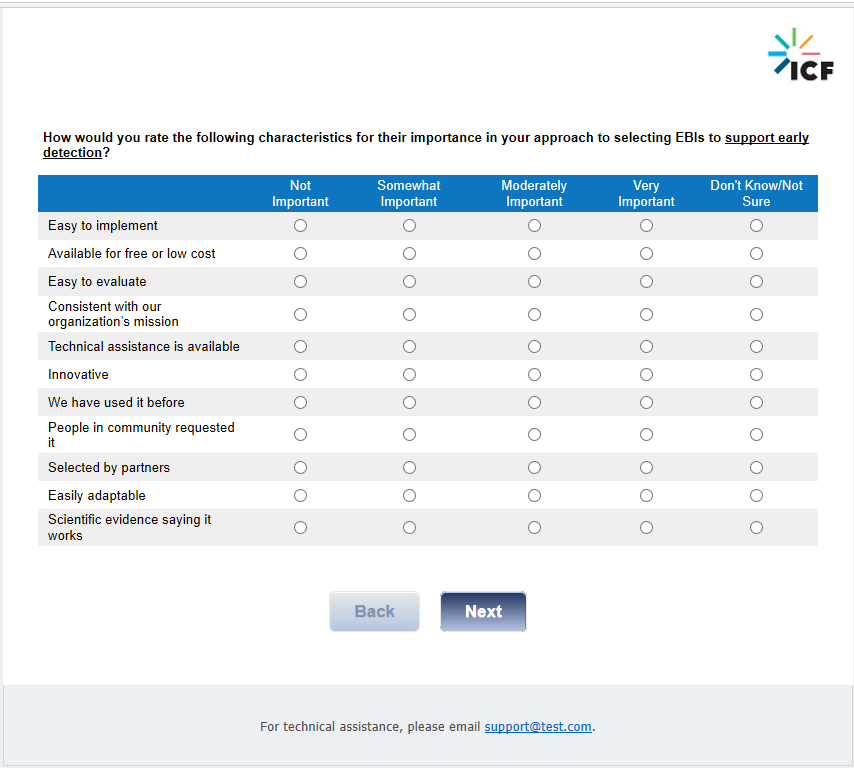 ICF
How would you rate the following characteristics for their importance in your approach to selecting EBIs to support early
detection?
Not Important Somewhat Important Moderately Important Very Important Don't Know/Not Sure
Easy to implement
Available for free or low cost
Easy to evaluate
Consistent with our
organization's mission
Technical assistance is available
Innovative
We have used it before
People in community requested
it
Selected by partners
Easily adaptable
Scientific evidence saying it
works
Back Next
For technical assistance, please email support@test.com.